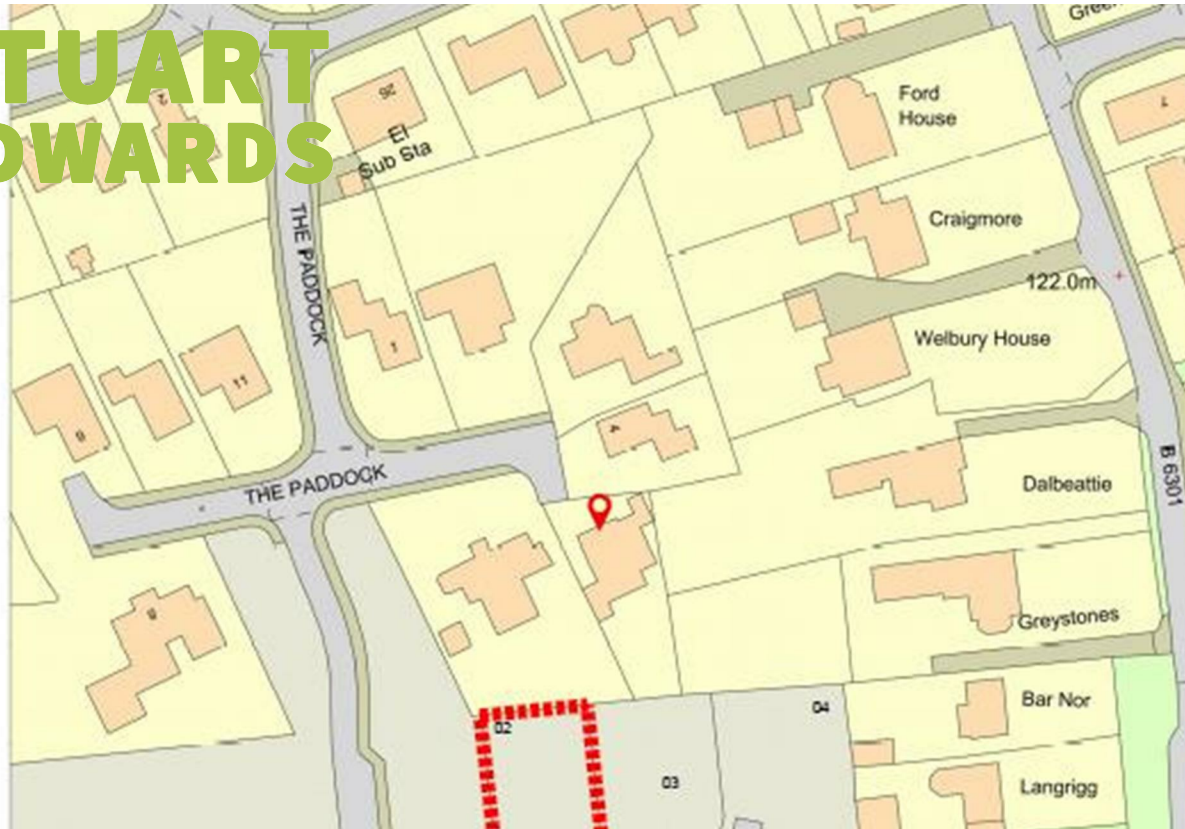 TUART
DWARDS
2
26
El
Sub Sta
Ford
House
Craigmore
122.0m
Welbury House
THE PADDOCK
1
11
9
4
THE PADDOCK
Dalbeattie
B 6301
Greystones
Bar Nor
Langrigg
02
03
04